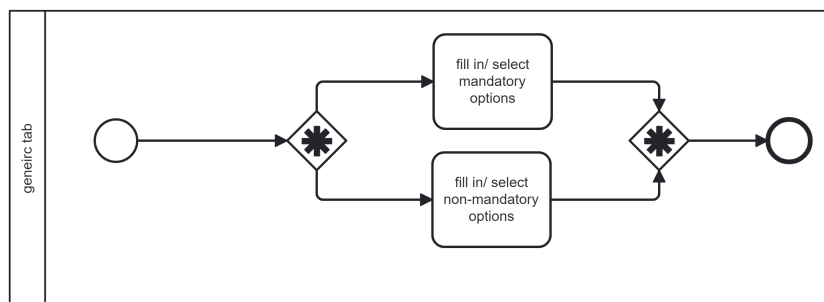 geneirc tab
fill in/ select
mandatory
options
fill in/ select
non-mandatory
options